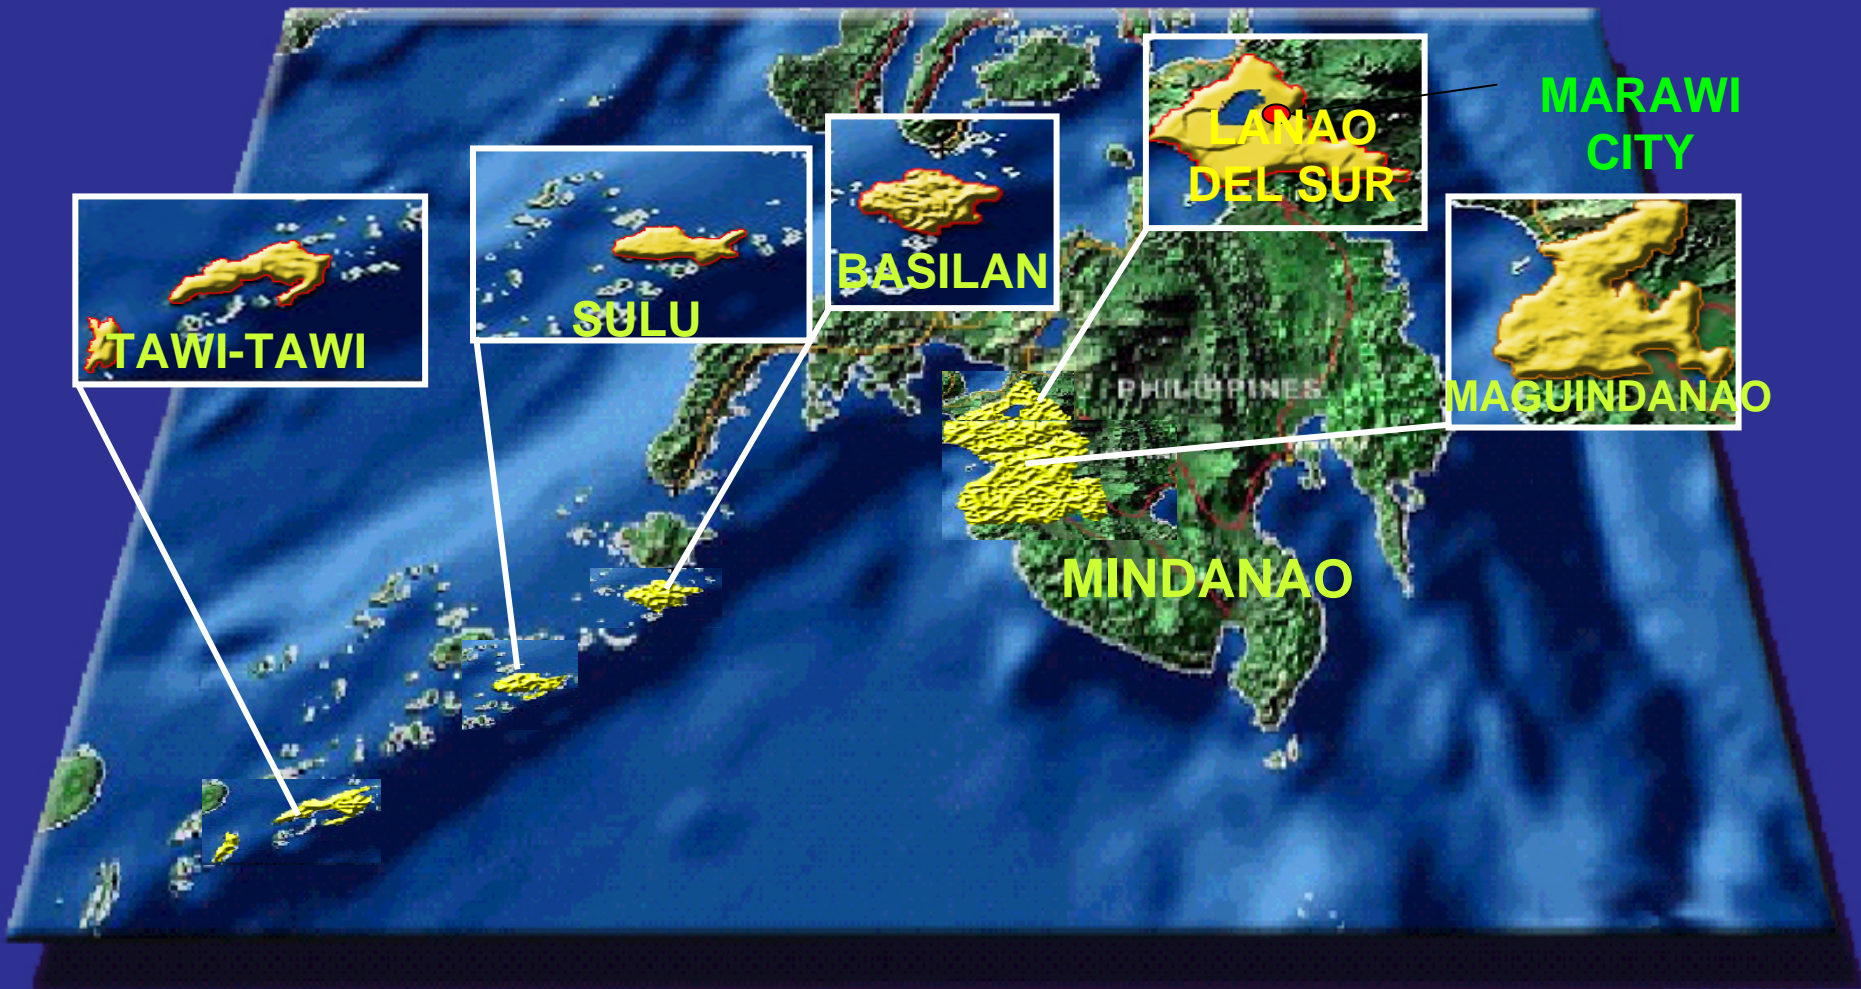 MARAWI
CITY
LANAO
DEL SUR
BASILAN
SULU
TAWI-TAWI
MAGUINDANAO
PHILIPPINES
MINDANAO